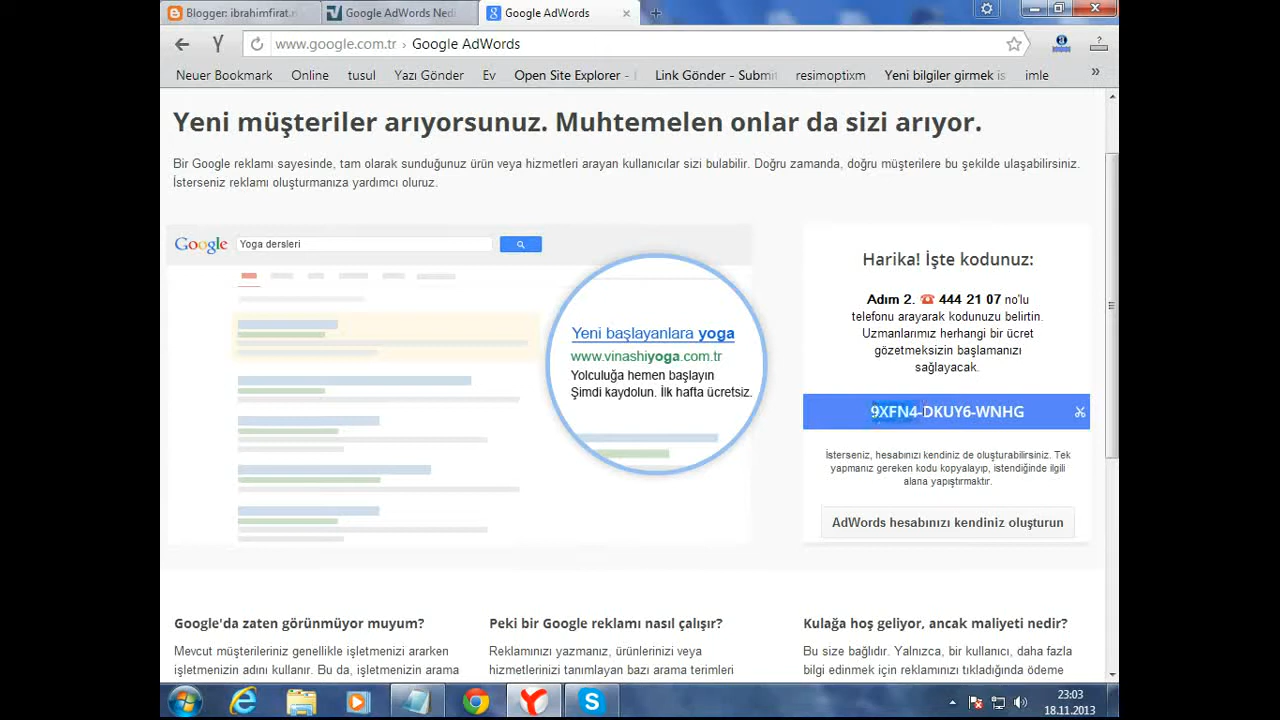 Blogger: ibrahimfirat.
Google AdWords Nedi
Google AdWords
www.google.com.tr › Google AdWords
Neuer Bookmark Online tusul Yazı Gönder Ev Open Site Explorer - Link Gönder - Submit resimoptixm Yeni bilgiler girmek is imle »
Yeni müşteriler arıyorsunuz. Muhtemelen onlar da sizi arıyor.
Bir Google reklamı sayesinde, tam olarak sunduğunuz ürün veya hizmetleri arayan kullanıcılar sizi bulabilir. Doğru zamanda, doğru müşterilere bu şekilde ulaşabilirsiniz.
İsterseniz reklamı oluşturmanıza yardımcı oluruz.
Google Yoga dersleri
Yeni başlayanlara yoga
www.vinashiyoga.com.tr
Yolculuğa hemen başlayın
Şimdi kaydolun. İlk hafta ücretsiz.
Harika! İşte kodunuz:
Adım 2. ☎ 444 21 07 no'lu
telefonu arayarak kodunuzu belirtin.
Uzmanlarımız herhangi bir ücret
gözetmeksizin başlamanızı
sağlayacak.
9XFN4-DKUY6-WNHG
İsterseniz, hesabınızı kendiniz de oluşturabilirsiniz. Tek
yapmanız gereken kodu kopyalayıp, istendiğinde ilgili
alana yapıştırmaktır.
AdWords hesabınızı kendiniz oluşturun
Google'da zaten görünmüyor muyum?
Mevcut müşterileriniz genellikle işletmenizi ararken
işletmenizin adını kullanır. Bu da, işletmenizin arama
Peki bir Google reklamı nasıl çalışır?
Reklamınızı yazmanız, ürünlerinizi veya
hizmetlerinizi tanımlayan bazı arama terimleri
Kulağa hoş geliyor, ancak maliyeti nedir?
Bu size bağlıdır. Yalnızca, bir kullanıcı, daha fazla
bilgi edinmek için reklamınızı tıkladığında ödeme
23:03
18.11.2013